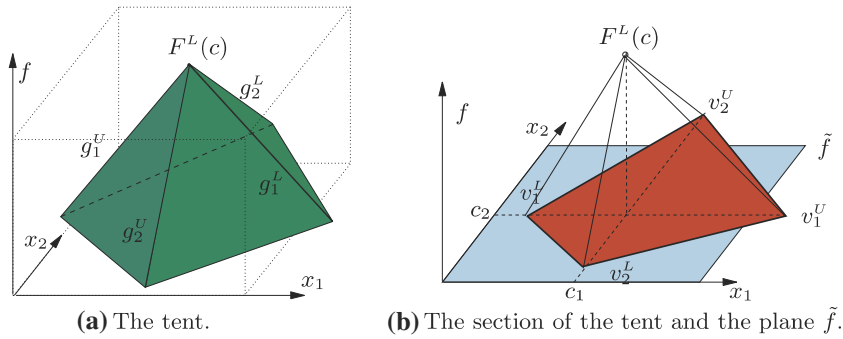 F^L(c)
f
g_2^L
g_1^U
g_1^L
g_2^U
x_2
x_1
(a) The tent.
F^L(c)
f
v_2^U
x_2
f̃
v_1^L
c_2
v_1^U
v_2^L
c_1
x_1
(b) The section of the tent and the plane f̃.